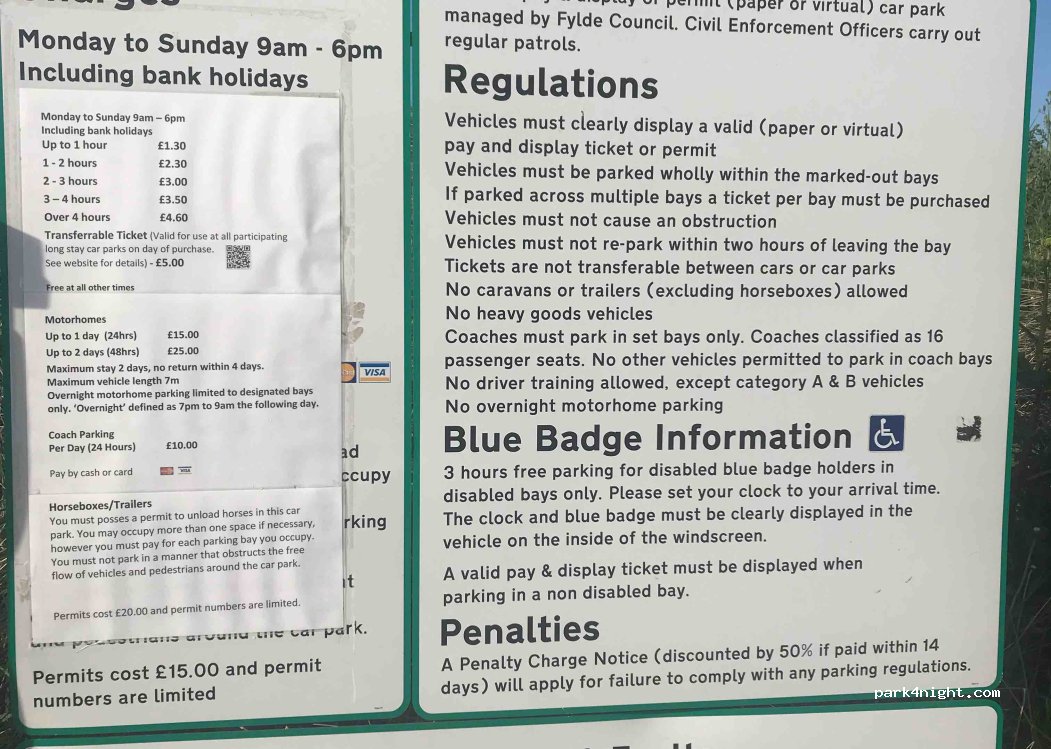 Charges
Monday to Sunday 9am - 6pm
Including bank holidays
Monday to Sunday 9am – 6pm
Including bank holidays
Up to 1 hour £1.30
1 - 2 hours £2.30
2 - 3 hours £3.00
3 – 4 hours £3.50
Over 4 hours £4.60
Transferrable Ticket (Valid for use at all participating
long stay car parks on day of purchase.
See website for details) - £5.00
Free at all other times
Motorhomes
Up to 1 day (24hrs) £15.00
Up to 2 days (48hrs) £25.00
Maximum stay 2 days, no return within 4 days.
Maximum vehicle length 7m
Overnight motorhome parking limited to designated bays
only. ‘Overnight’ defined as 7pm to 9am the following day.
VISA
Coach Parking
Per Day (24 Hours) £10.00
Pay by cash or card VISA
Horseboxes/Trailers
You must posses a permit to unload horses in this car
park. You may occupy more than one space if necessary,
however you must pay for each parking bay you occupy.
You must not park in a manner that obstructs the free
flow of vehicles and pedestrians around the car park.
Permits cost £20.00 and permit numbers are limited.
ad
ccupy
rking
t
and pedestrians around the car park.
Permits cost £15.00 and permit
numbers are limited
display or permit (paper or virtual) car park
managed by Fylde Council. Civil Enforcement Officers carry out
regular patrols.
Regulations
Vehicles must clearly display a valid (paper or virtual)
pay and display ticket or permit
Vehicles must be parked wholly within the marked-out bays
If parked across multiple bays a ticket per bay must be purchased
Vehicles must not cause an obstruction
Vehicles must not re-park within two hours of leaving the bay
Tickets are not transferable between cars or car parks
No caravans or trailers (excluding horseboxes) allowed
No heavy goods vehicles
Coaches must park in set bays only. Coaches classified as 16
passenger seats. No other vehicles permitted to park in coach bays
No driver training allowed, except category A & B vehicles
No overnight motorhome parking
Blue Badge Information
3 hours free parking for disabled blue badge holders in
disabled bays only. Please set your clock to your arrival time.
The clock and blue badge must be clearly displayed in the
vehicle on the inside of the windscreen.
A valid pay & display ticket must be displayed when
parking in a non disabled bay.
Penalties
A Penalty Charge Notice (discounted by 50% if paid within 14
days) will apply for failure to comply with any parking regulations.
park4night.com